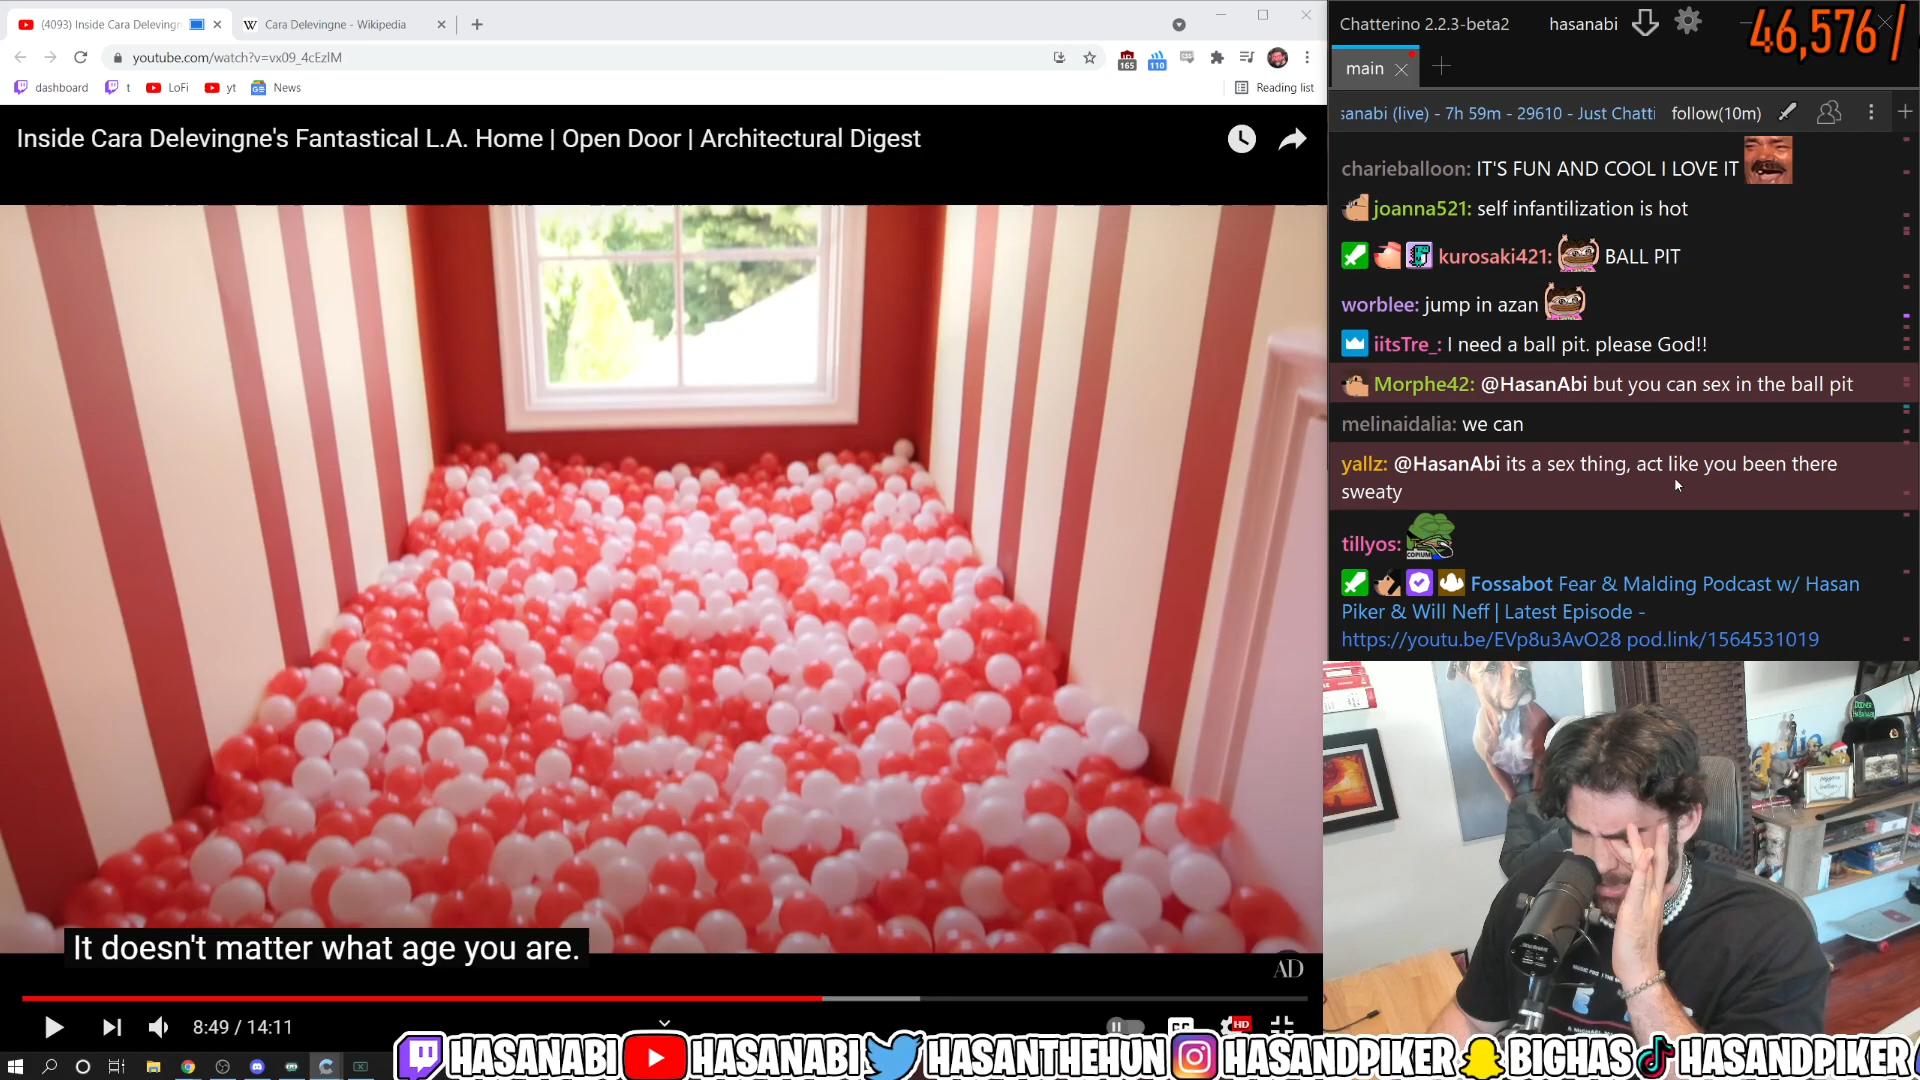 (4093) Inside Cara Delevingn
Cara Delevingne - Wikipedia
youtube.com/watch?v=vx09_4cEzlM
165
110
dashboard
t
LoFi
yt
News
Reading list
Inside Cara Delevingne's Fantastical L.A. Home | Open Door | Architectural Digest
It doesn't matter what age you are.
AD
8:49 / 14:11
CC
HD
Chatterino 2.2.3-beta2
hasanabi
46,576 /
main
sanabi (live) - 7h 59m - 29610 - Just Chatti
follow(10m)
charieballoon: IT'S FUN AND COOL I LOVE IT
joanna521: self infantilization is hot
kurosaki421: BALL PIT
worblee: jump in azan
iitsTre_: I need a ball pit. please God!!
Morphe42: @HasanAbi but you can sex in the ball pit
melinaidalia: we can
yallz: @HasanAbi its a sex thing, act like you been there
sweaty
tillyos:
COPIUM
Fossabot Fear & Malding Podcast w/ Hasan
Piker & Will Neff | Latest Episode -
https://youtu.be/EVp8u3AvO28 pod.link/1564531019
HASANABI HASANABI HASANTHEHUN HASANDPIKER BIGHAS HASANDPIKER